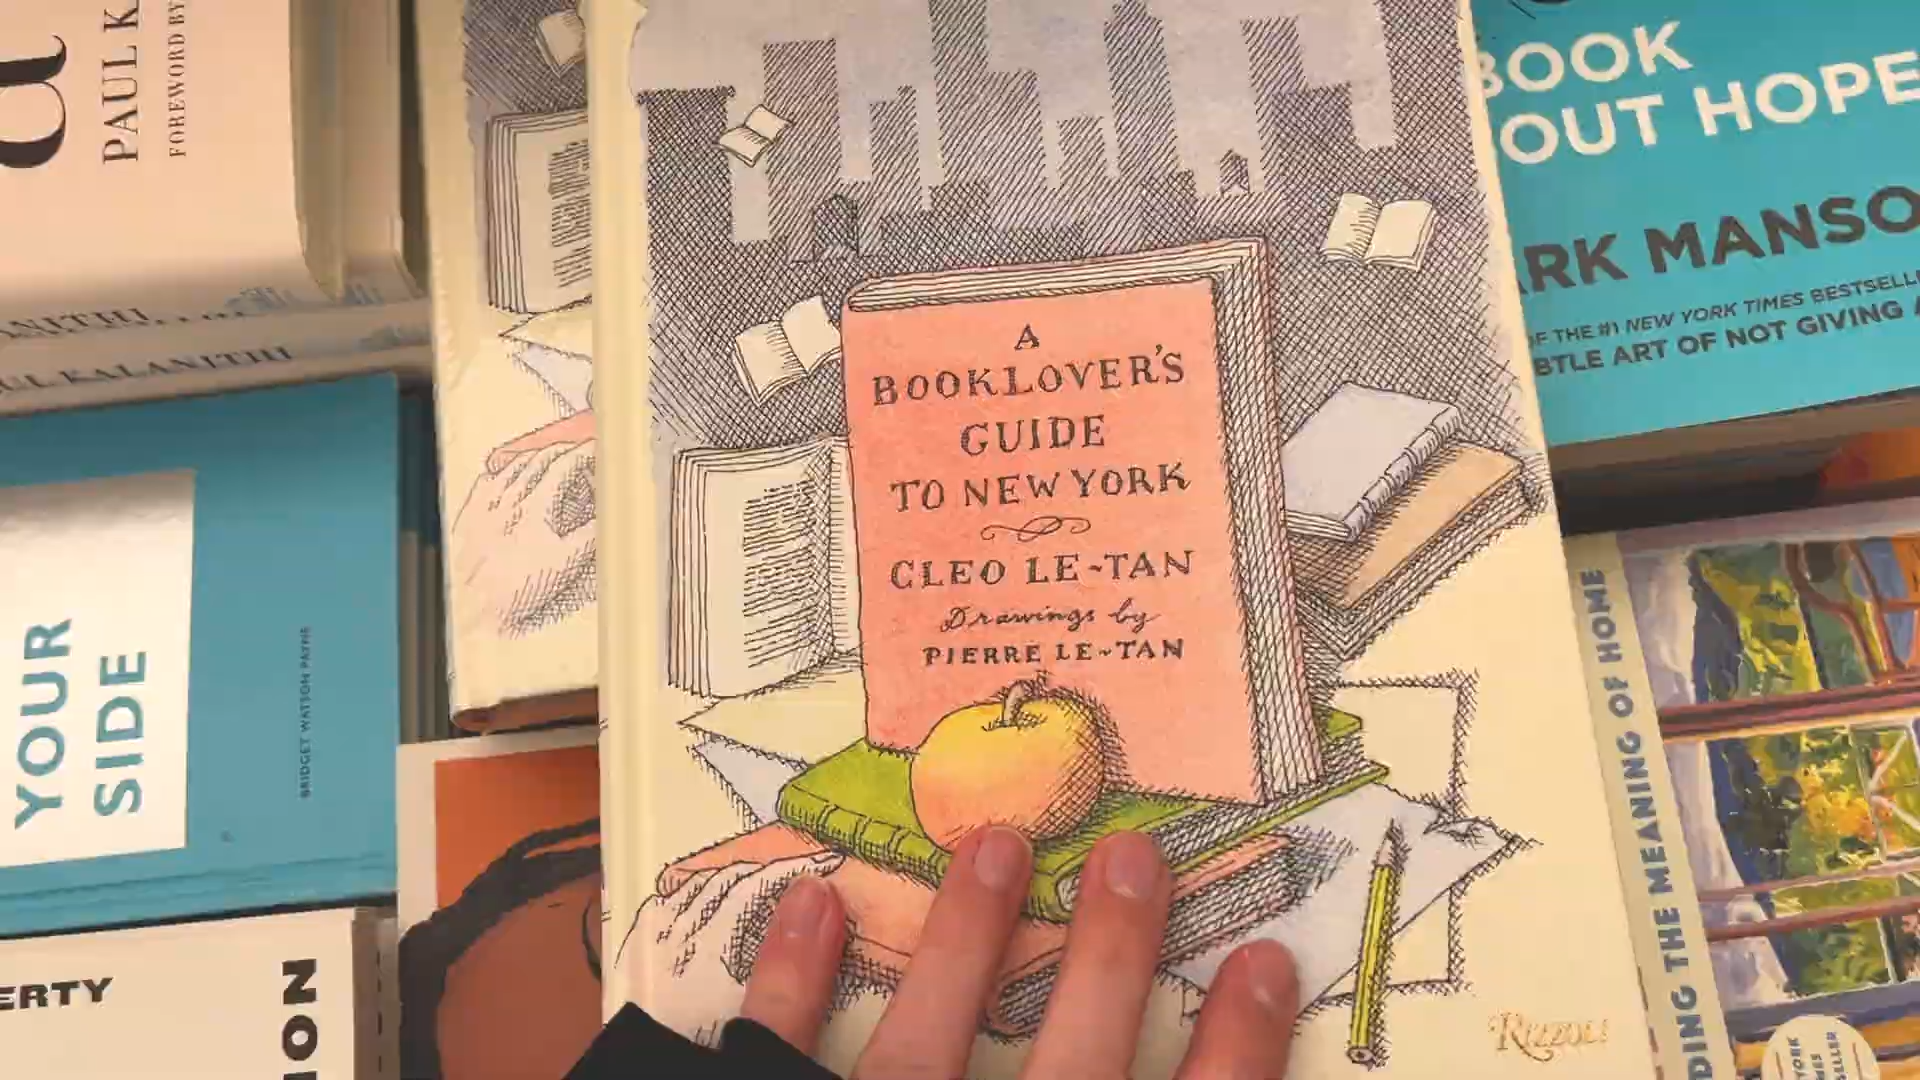 A
BOOKLOVER'S
GUIDE
TO NEW YORK
CLEO LE-TAN
Drawings by
PIERRE LE-TAN
RIZZOLI
a
PAUL K
FOREWORD BY
ANITHI
UL KALANITHI
YOUR
SIDE
BRIDGET WATSON PAYNE
ERTY
ION
BOOK
OUT HOPE
RK MANSO
OF THE #1 NEW YORK TIMES BESTSELL
BTLE ART OF NOT GIVING A
DING THE MEANING OF HOME